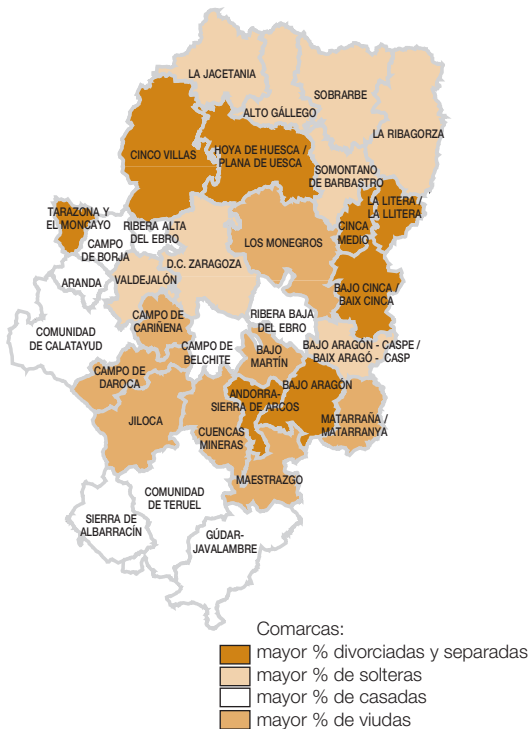 LA JACETANIA
SOBRARBE
ALTO GÁLLEGO
LA RIBAGORZA
HOYA DE HUESCA /
PLANA DE UESCA
CINCO VILLAS
SOMONTANO
DE BARBASTRO
LA LITERA /
LA LLITERA
TARAZONA Y
EL MONCAYO
RIBERA ALTA
DEL EBRO
CINCA
MEDIO
CAMPO
DE BORJA
LOS MONEGROS
D.C. ZARAGOZA
ARANDA
VALDEJALÓN
BAJO CINCA /
BAIX CINCA
CAMPO DE
CARIÑENA
RIBERA BAJA
DEL EBRO
COMUNIDAD
DE CALATAYUD
CAMPO DE
BELCHITE
BAJO
MARTÍN
BAJO ARAGÓN - CASPE /
BAIX ARAGÓ - CASP
CAMPO DE
DAROCA
ANDORRA-
SIERRA DE ARCOS
BAJO ARAGÓN
JILOCA
CUENCAS
MINERAS
MATARRAÑA /
MATARRANYA
MAESTRAZGO
COMUNIDAD
DE TERUEL
SIERRA DE
ALBARRACÍN
GÚDAR-
JAVALAMBRE
Comarcas:
mayor % divorciadas y separadas
mayor % de solteras
mayor % de casadas
mayor % de viudas